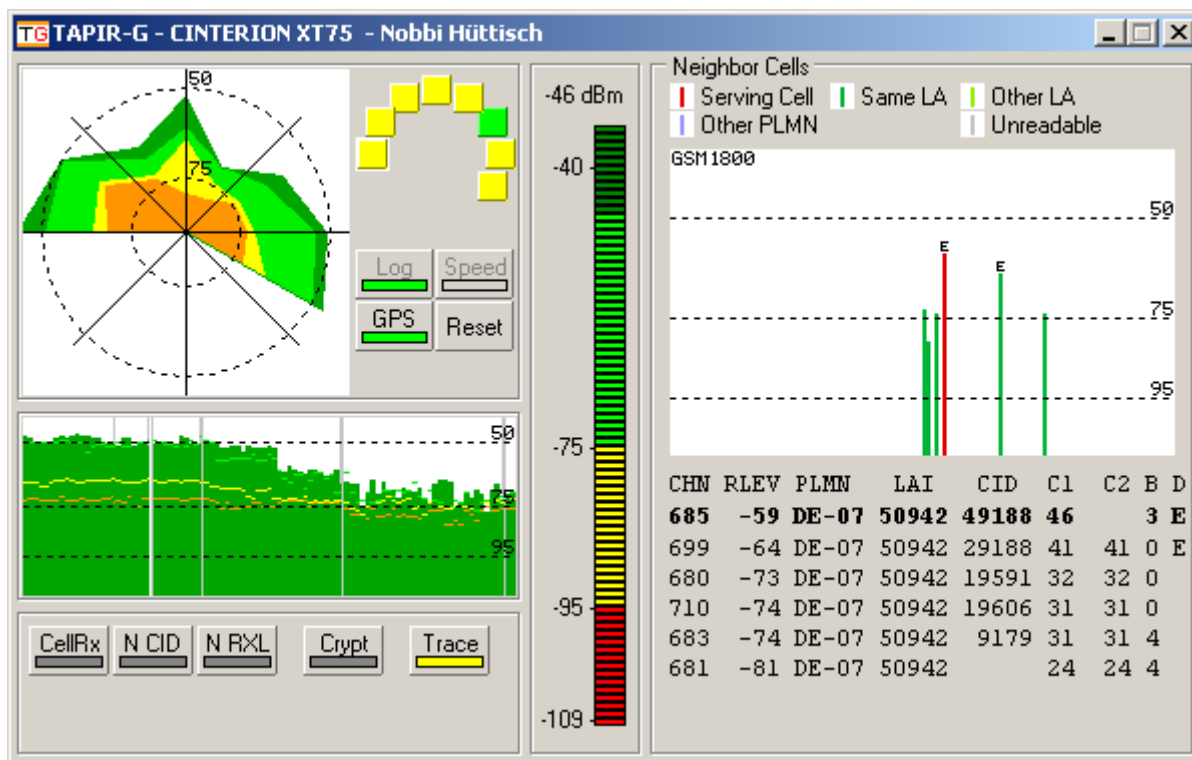 TG TAPIR-G - CINTERION XT75 - Nobbi Hüttisch
50
75
Log Speed
GPS Reset
50
75
95
CellRx N CID N RXL Crypt Trace
-46 dBm
-40
-75
-95
-109
Neighbor Cells
Serving Cell Same LA Other LA
Other PLMN Unreadable
GSM1800
50
E
E
75
95
CHN RLEV PLMN LAI CID C1 C2 B D
685 -59 DE-07 50942 49188 46 3 E
699 -64 DE-07 50942 29188 41 41 0 E
680 -73 DE-07 50942 19591 32 32 0
710 -74 DE-07 50942 19606 31 31 0
683 -74 DE-07 50942 9179 31 31 4
681 -81 DE-07 50942 24 24 4